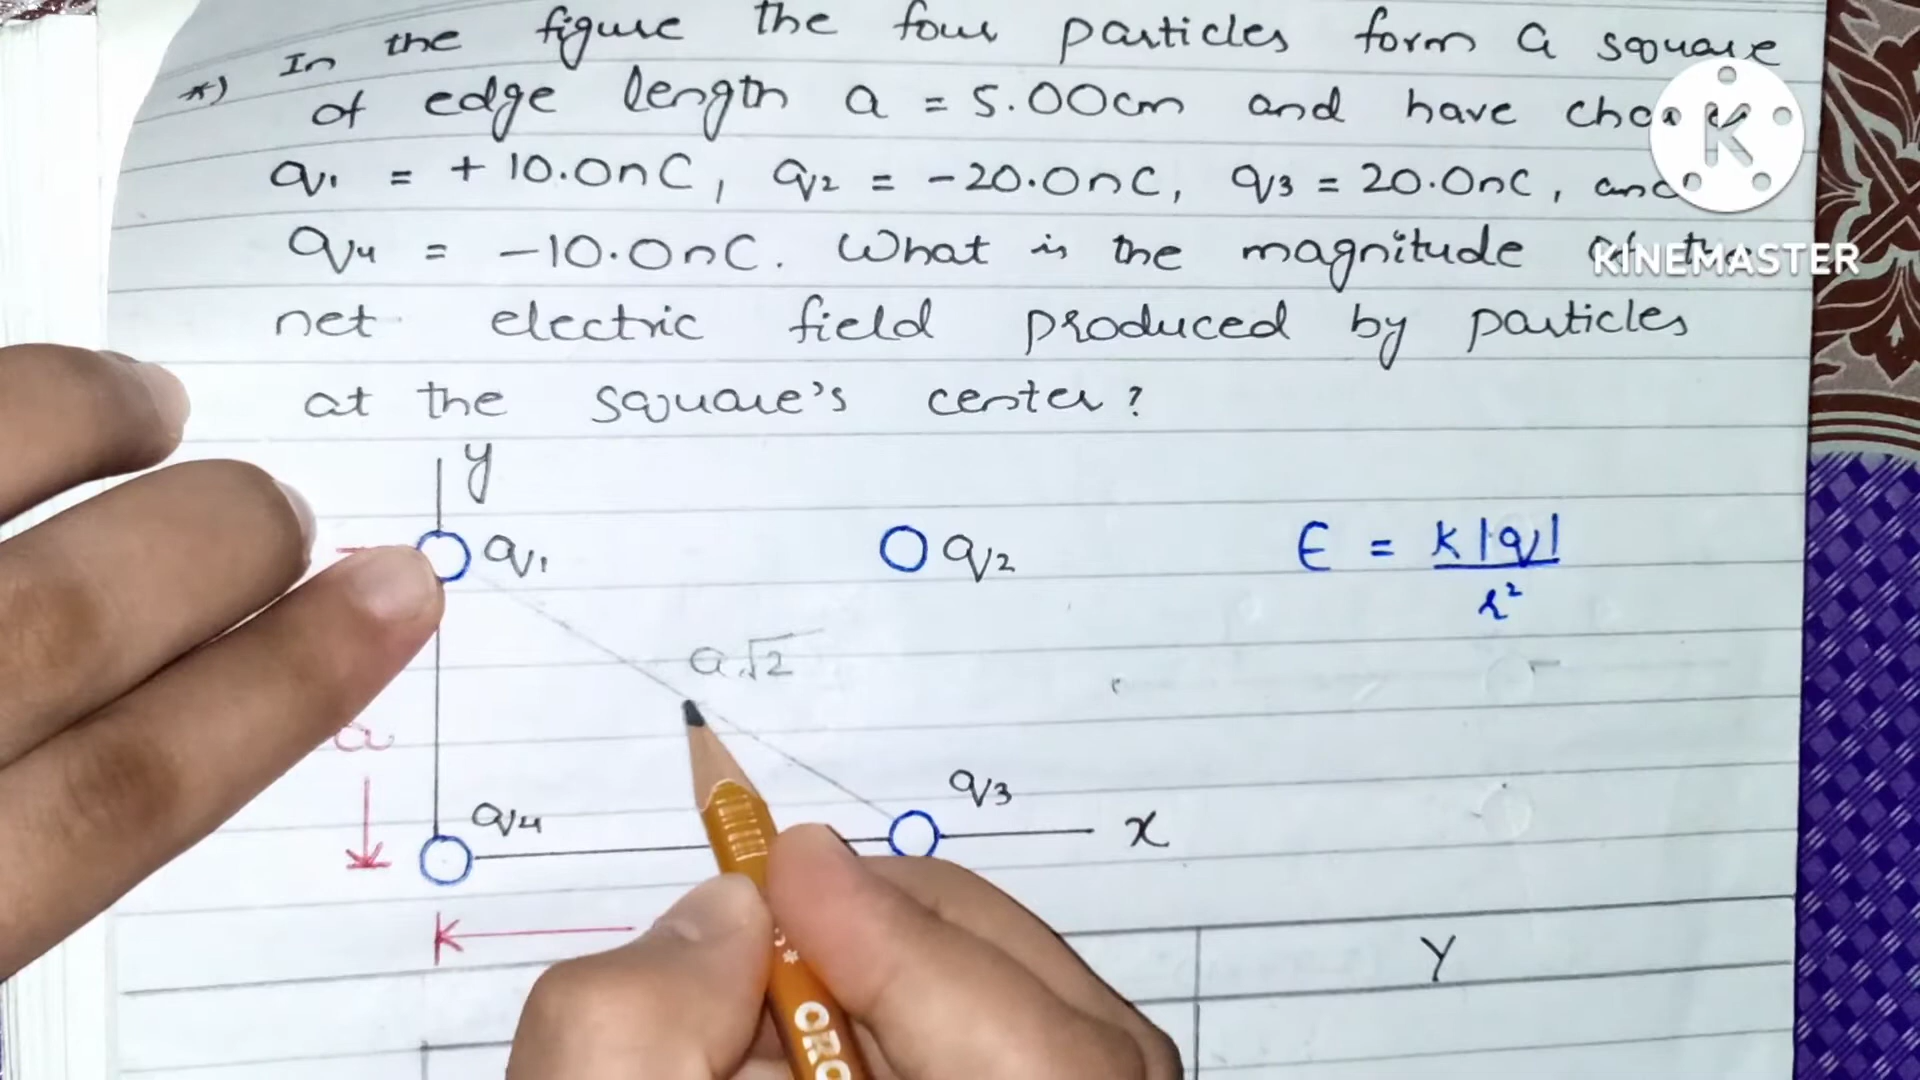 *) In the figure the four particles form a square
of edge length a = 5.00cm and have
q1 = +10.0nC, q2 = -20.0nC, q3 = 20.0nC, and
q4 = -10.0nC. What is the magnitude
KINEMASTER
net electric field produced by particles
at the square's center?
y
q1
q2
E = k|q|
r²
a√2
a
q3
q4
x
Y
ORO